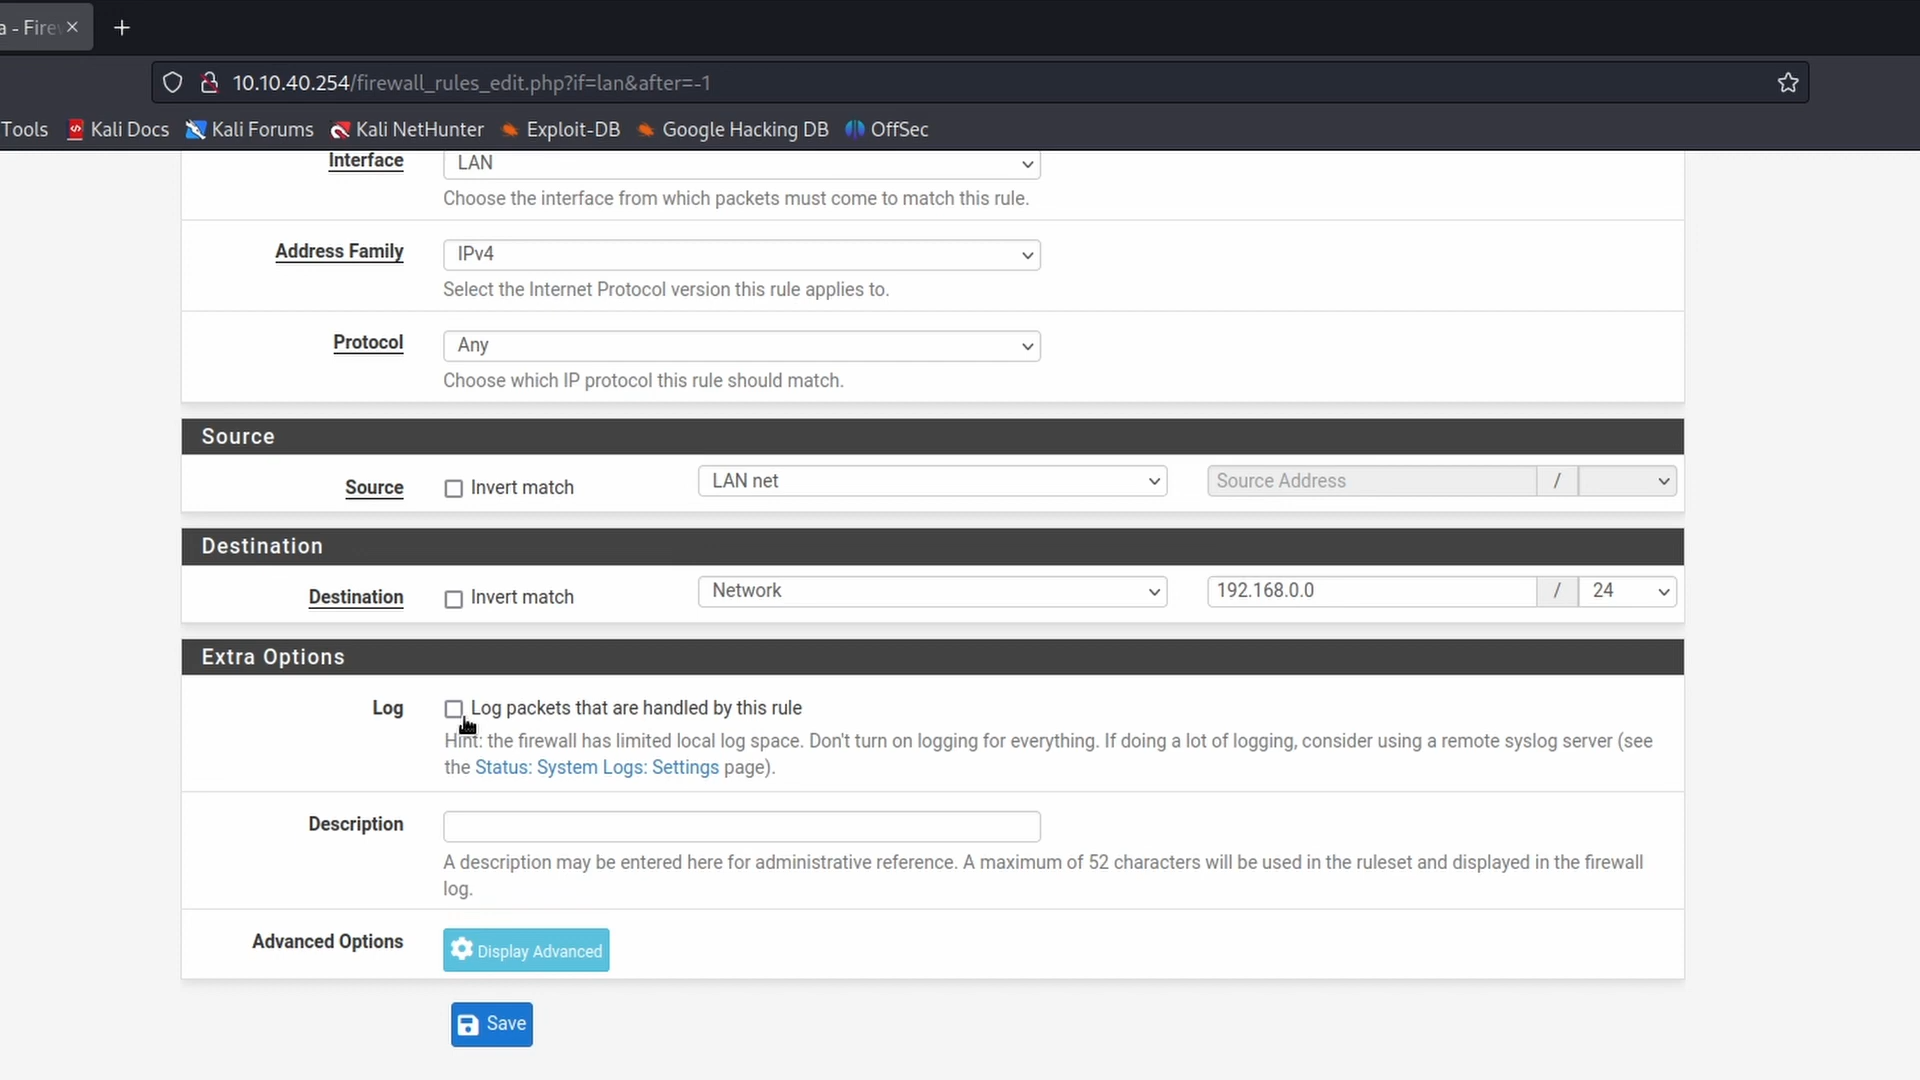 a - Fire
10.10.40.254/firewall_rules_edit.php?if=lan&after=-1
Tools Kali Docs Kali Forums Kali NetHunter Exploit-DB Google Hacking DB OffSec
Interface LAN
Choose the interface from which packets must come to match this rule.
Address Family IPv4
Select the Internet Protocol version this rule applies to.
Protocol Any
Choose which IP protocol this rule should match.
Source
Source Invert match LAN net Source Address /
Destination
Destination Invert match Network 192.168.0.0 / 24
Extra Options
Log Log packets that are handled by this rule
Hint: the firewall has limited local log space. Don't turn on logging for everything. If doing a lot of logging, consider using a remote syslog server (see
the Status: System Logs: Settings page).
Description
A description may be entered here for administrative reference. A maximum of 52 characters will be used in the ruleset and displayed in the firewall
log.
Advanced Options Display Advanced
Save